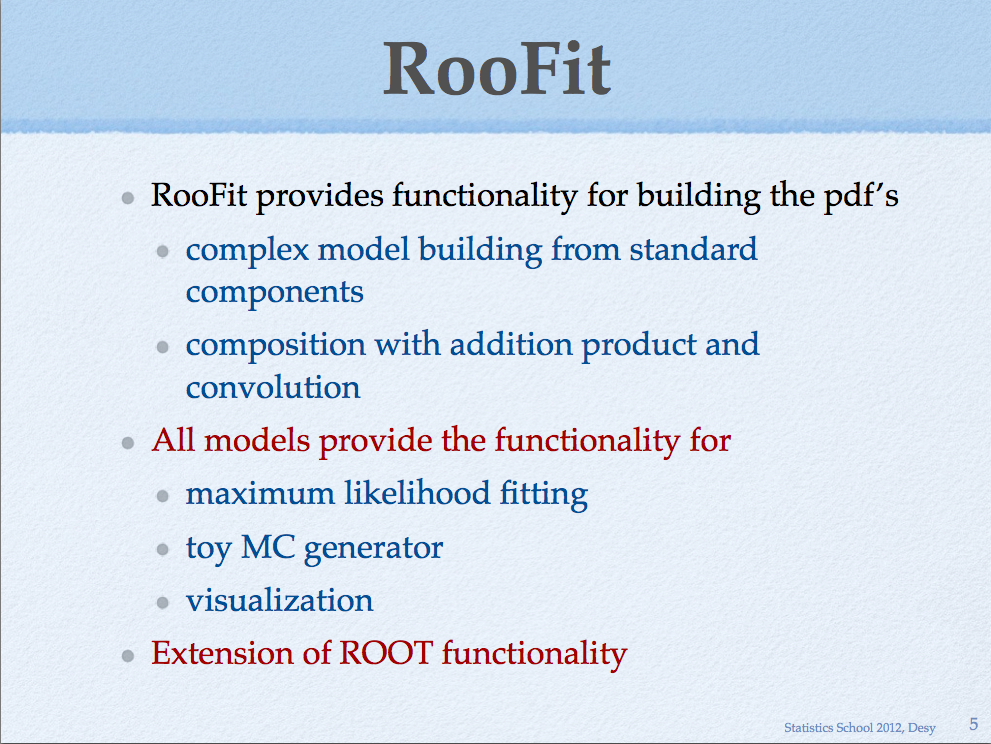 RooFit
RooFit provides functionality for building the pdf’s
complex model building from standard
components
composition with addition product and
convolution
All models provide the functionality for
maximum likelihood fitting
toy MC generator
visualization
Extension of ROOT functionality
Statistics School 2012, Desy 5